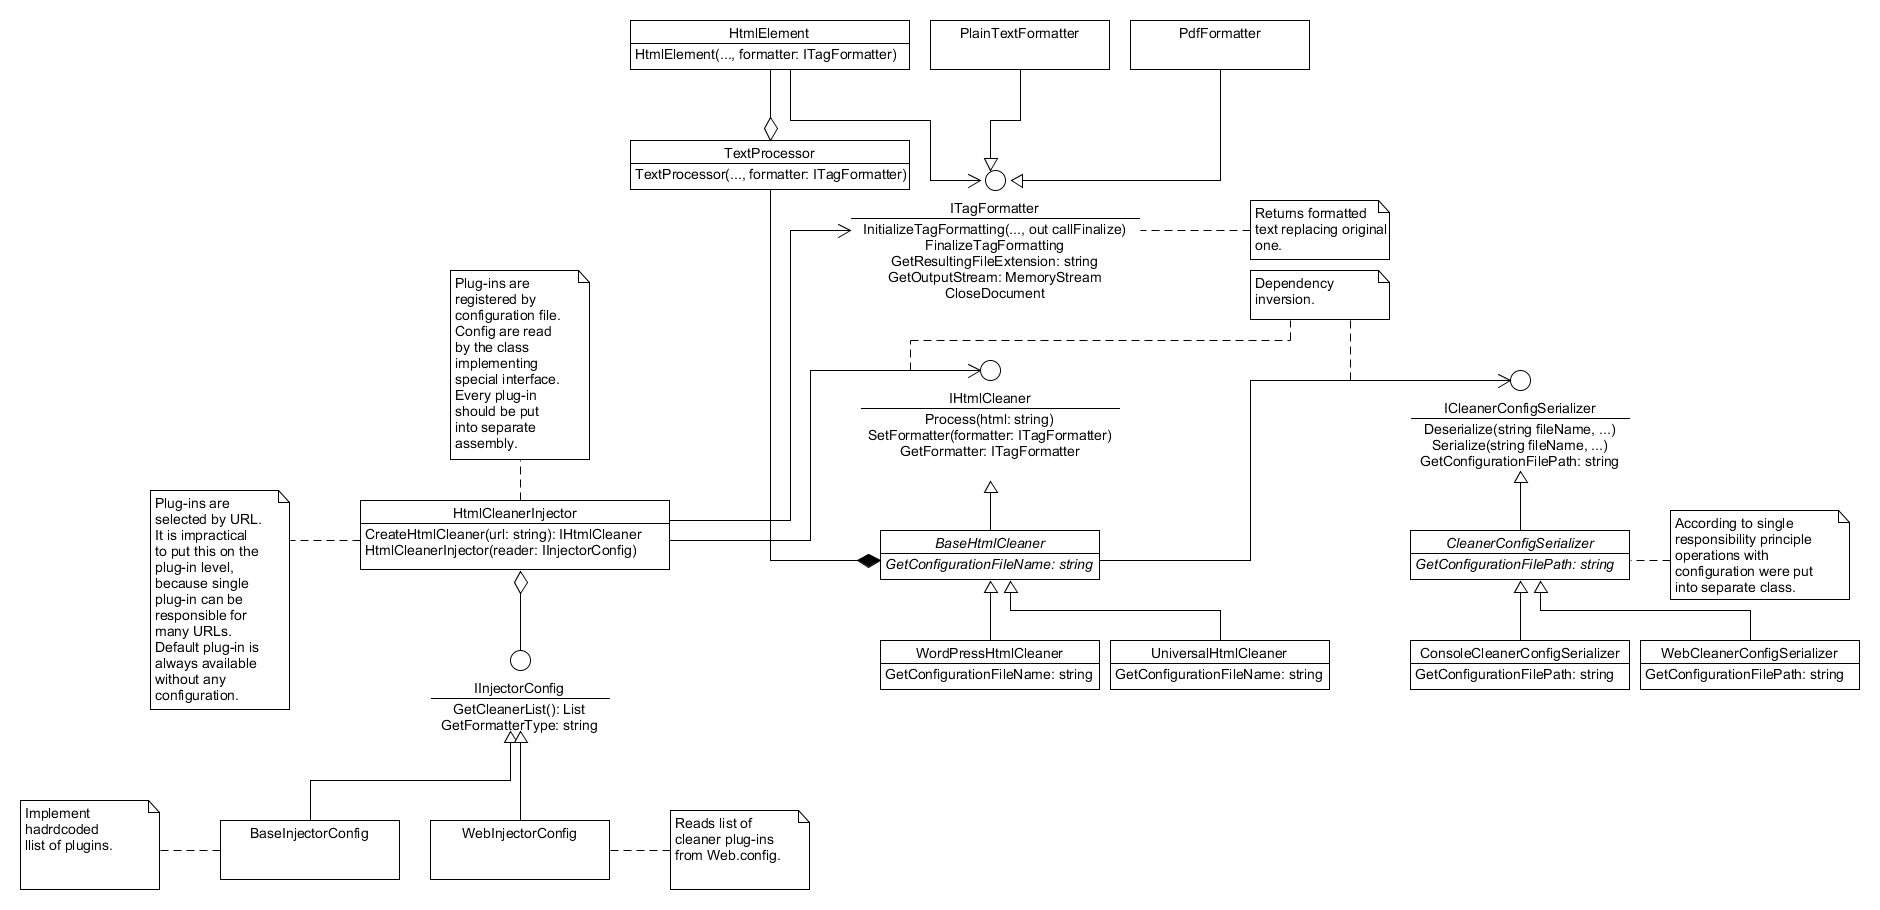 HtmlElement
HtmlElement(..., formatter: ITagFormatter)
PlainTextFormatter
PdfFormatter
TextProcessor
TextProcessor(..., formatter: ITagFormatter)
ITagFormatter
InitializeTagFormatting(..., out callFinalize)
FinalizeTagFormatting
GetResultingFileExtension: string
GetOutputStream: MemoryStream
CloseDocument
Returns formatted
text replacing original
one.
Dependency
inversion.
Plug-ins are
registered by
configuration file.
Config are read
by the class
implementing
special interface.
Every plug-in
should be put
into separate
assembly.
IHtmlCleaner
Process(html: string)
SetFormatter(formatter: ITagFormatter)
GetFormatter: ITagFormatter
ICleanerConfigSerializer
Deserialize(string fileName, ...)
Serialize(string fileName, ...)
GetConfigurationFilePath: string
Plug-ins are
selected by URL.
It is impractical
to put this on the
plug-in level,
because single
plug-in can be
responsible for
many URLs.
Default plug-in is
always available
without any
configuration.
HtmlCleanerInjector
CreateHtmlCleaner(url: string): IHtmlCleaner
HtmlCleanerInjector(reader: IInjectorConfig)
BaseHtmlCleaner
GetConfigurationFileName: string
CleanerConfigSerializer
GetConfigurationFilePath: string
According to single
responsibility principle
operations with
configuration were put
into separate class.
WordPressHtmlCleaner
GetConfigurationFileName: string
UniversalHtmlCleaner
GetConfigurationFileName: string
ConsoleCleanerConfigSerializer
GetConfigurationFilePath: string
WebCleanerConfigSerializer
GetConfigurationFilePath: string
IInjectorConfig
GetCleanerList(): List
GetFormatterType: string
Implement
hadrdcoded
llist of plugins.
BaseInjectorConfig
WebInjectorConfig
Reads list of
cleaner plug-ins
from Web.config.